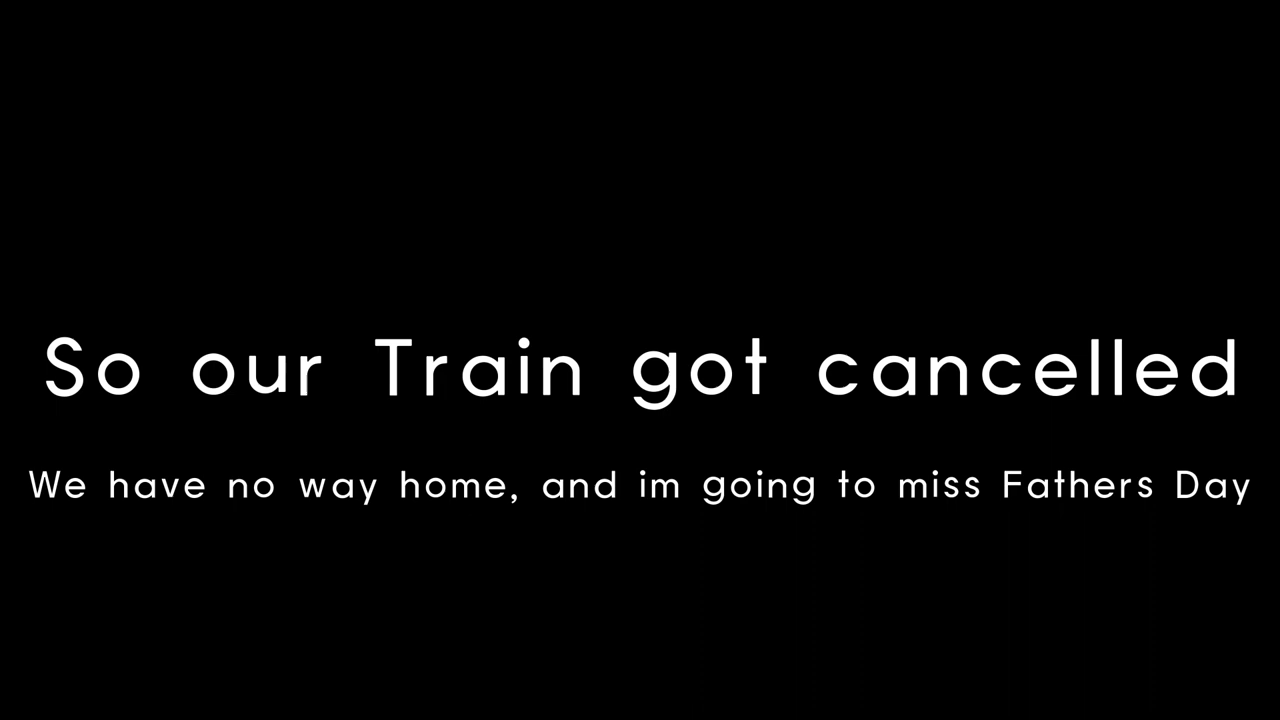 So our Train got cancelled
We have no way home, and im going to miss Fathers Day